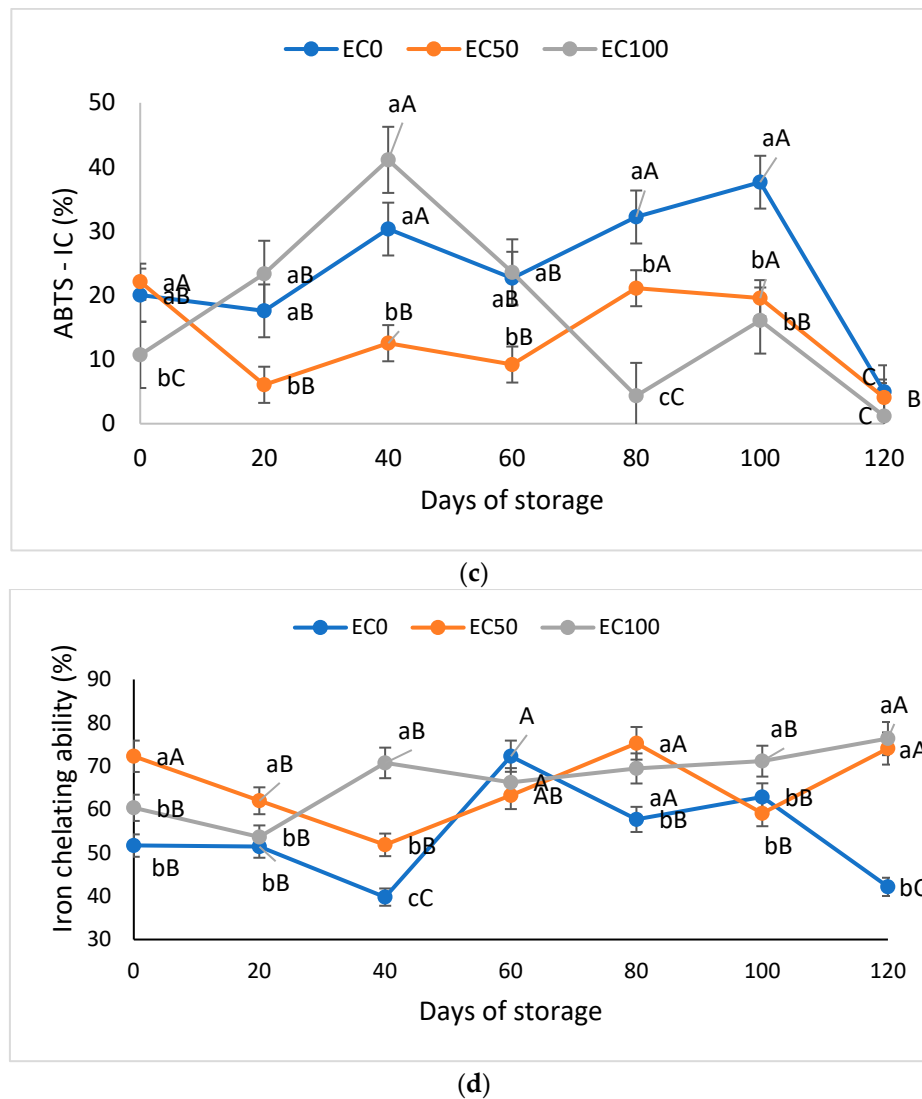 EC0 EC50 EC100
ABTS - IC (%)
50
40
30
20
10
0
aA
aA
aA
aA
aA
aB
aB
aB
aB
aB
bA
bA
bB
bB
bB
bB
bC
cC
C
B
C
0 20 40 60 80 100 120
Days of storage
(c)
EC0 EC50 EC100
Iron chelating ability (%)
90
80
70
60
50
40
30
aA
aB
aB
A
aA
aB
aA
aA
bB
bB
bB
A
AB
aA
bB
bB
bB
bB
bB
cC
bC
0 20 40 60 80 100 120
Days of storage
(d)